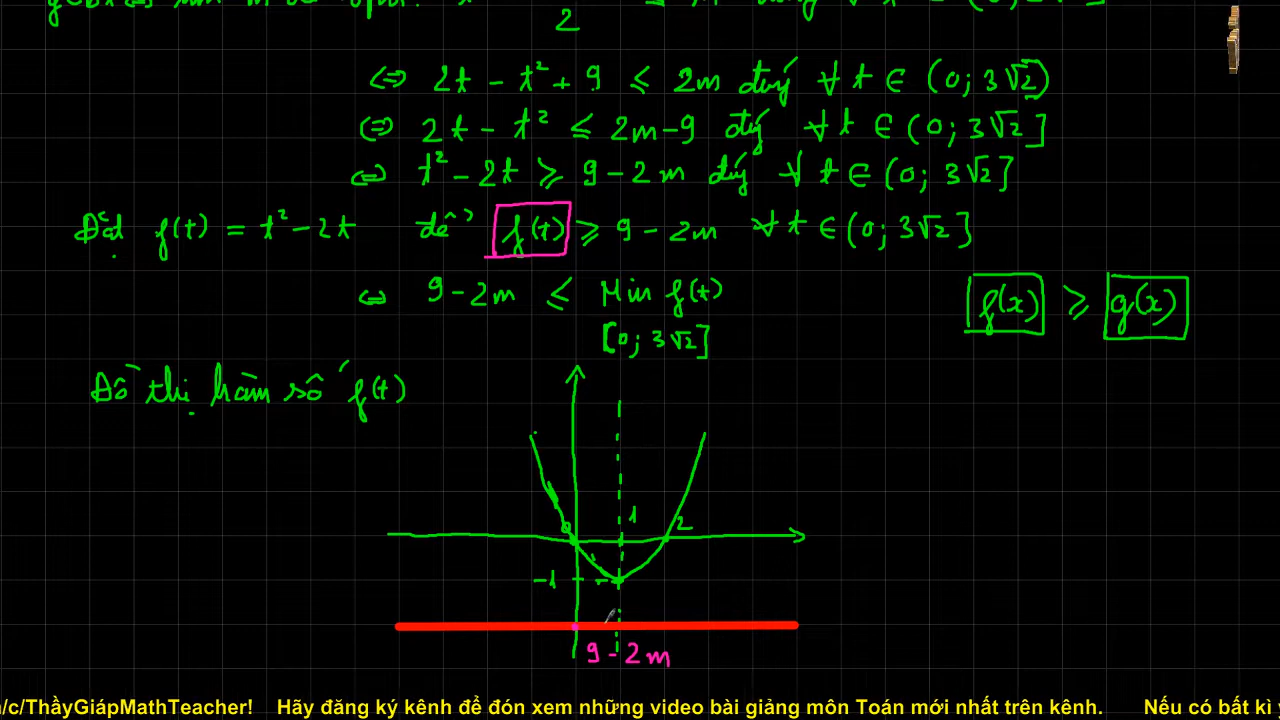 2
⇔ 2t - t² + 9 ≤ 2m đúng ∀ t ∈ (0; 3√2)
⇔ 2t - t² ≤ 2m - 9 đúng ∀ t ∈ (0; 3√2]
⇔ t² - 2t ≥ 9 - 2m đúng ∀ t ∈ (0; 3√2]
Đặt f(t) = t² - 2t để f(t) ≥ 9 - 2m ∀ t ∈ (0; 3√2]
⇔ 9 - 2m ≤ Min f(t) f(x) ≥ g(x)
[0; 3√2]
Đồ thị hàm số f(t)
0 1 2
-1
9 - 2m
/c/ThầyGiápMathTeacher! Hãy đăng ký kênh để đón xem những video bài giảng môn Toán mới nhất trên kênh. Nếu có bất kì